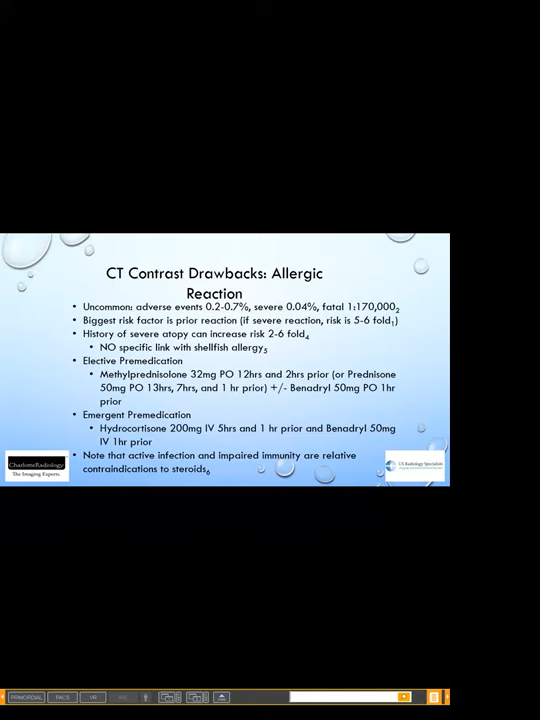 CT Contrast Drawbacks: Allergic
Reaction
• Uncommon: adverse events 0.2-0.7%, severe 0.04%, fatal 1:170,000₂
• Biggest risk factor is prior reaction (if severe reaction, risk is 5-6 fold₁)
• History of severe atopy can increase risk 2-6 fold₄
• NO specific link with shellfish allergy₅
• Elective Premedication
• Methylprednisolone 32mg PO 12hrs and 2hrs prior (or Prednisone
50mg PO 13hrs, 7hrs, and 1 hr prior) +/- Benadryl 50mg PO 1hr
prior
• Emergent Premedication
• Hydrocortisone 200mg IV 5hrs and 1 hr prior and Benadryl 50mg
IV 1hr prior
• Note that active infection and impaired immunity are relative
contraindications to steroids₆
CharlotteRadiology
The Imaging Experts.
US Radiology Specialists
PRIMORDIAL PACS VR